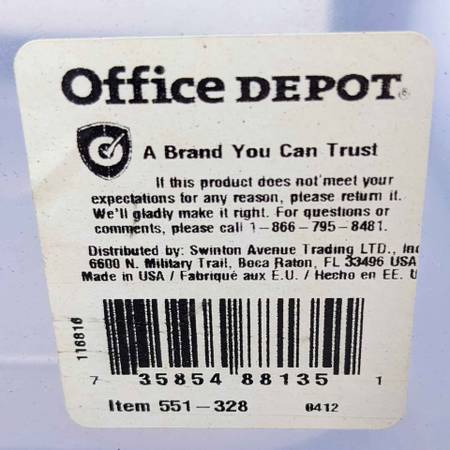 Office DEPOT®
A Brand You Can Trust
If this product does not meet your
expectations for any reason, please return it.
We'll gladly make it right. For questions or
comments, please call 1-866-795-8481.
Distributed by: Swinton Avenue Trading LTD., Inc
6600 N. Military Trail, Boca Raton, FL 33496 USA
Made in USA / Fabriqué aux E.U. / Hecho en EE. U
116816
7 35854 88135 1
Item 551-328 0412